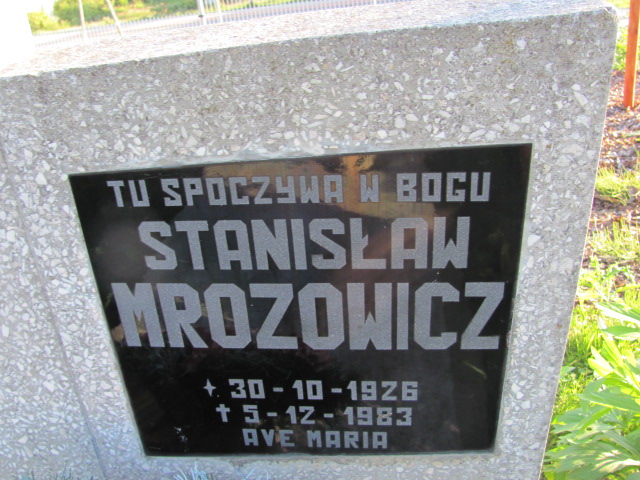 TU SPOCZYWA W BOGU
STANISŁAW
MROZOWICZ
* 30-10-1926
✝ 5-12-1983
AVE MARIA